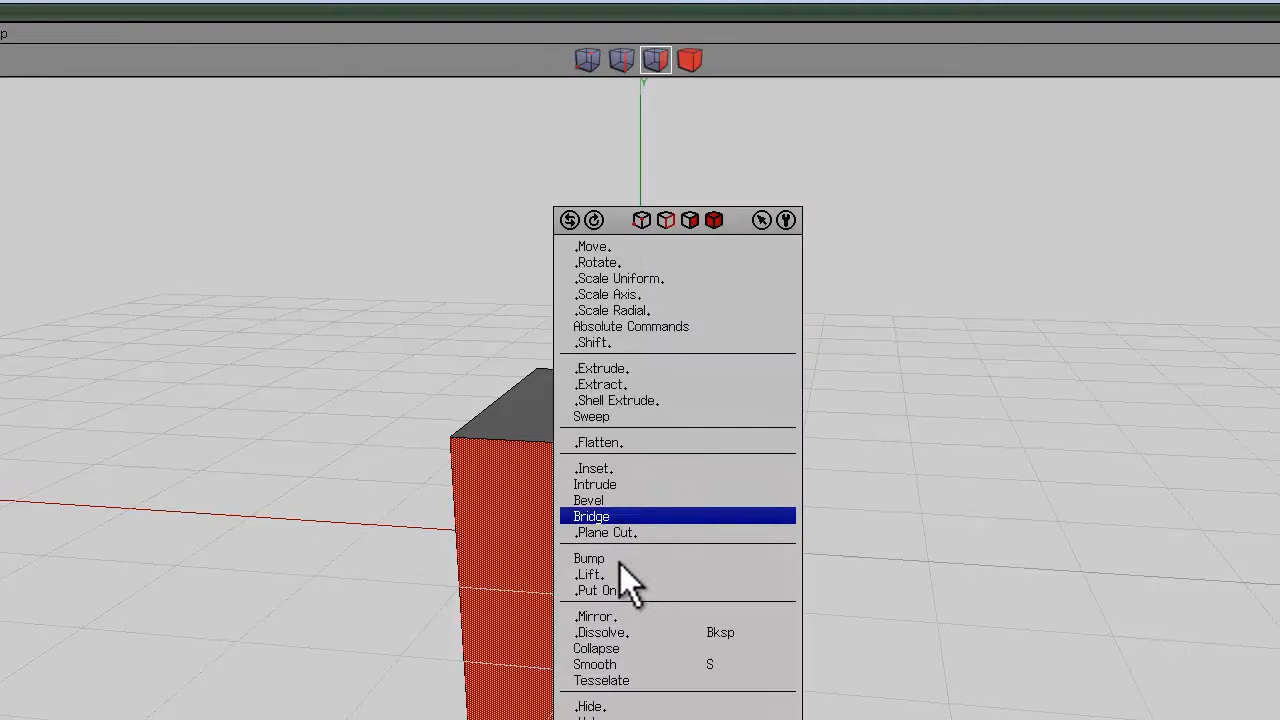 p
Y
.Move.
.Rotate.
.Scale Uniform.
.Scale Axis.
.Scale Radial.
Absolute Commands
.Shift.
.Extrude.
.Extract.
.Shell Extrude.
Sweep
.Flatten.
.Inset.
Intrude
Bevel
Bridge
.Plane Cut.
Bump
.Lift.
.Put On
.Mirror.
.Dissolve. Bksp
Collapse
Smooth S
Tesselate
.Hide.